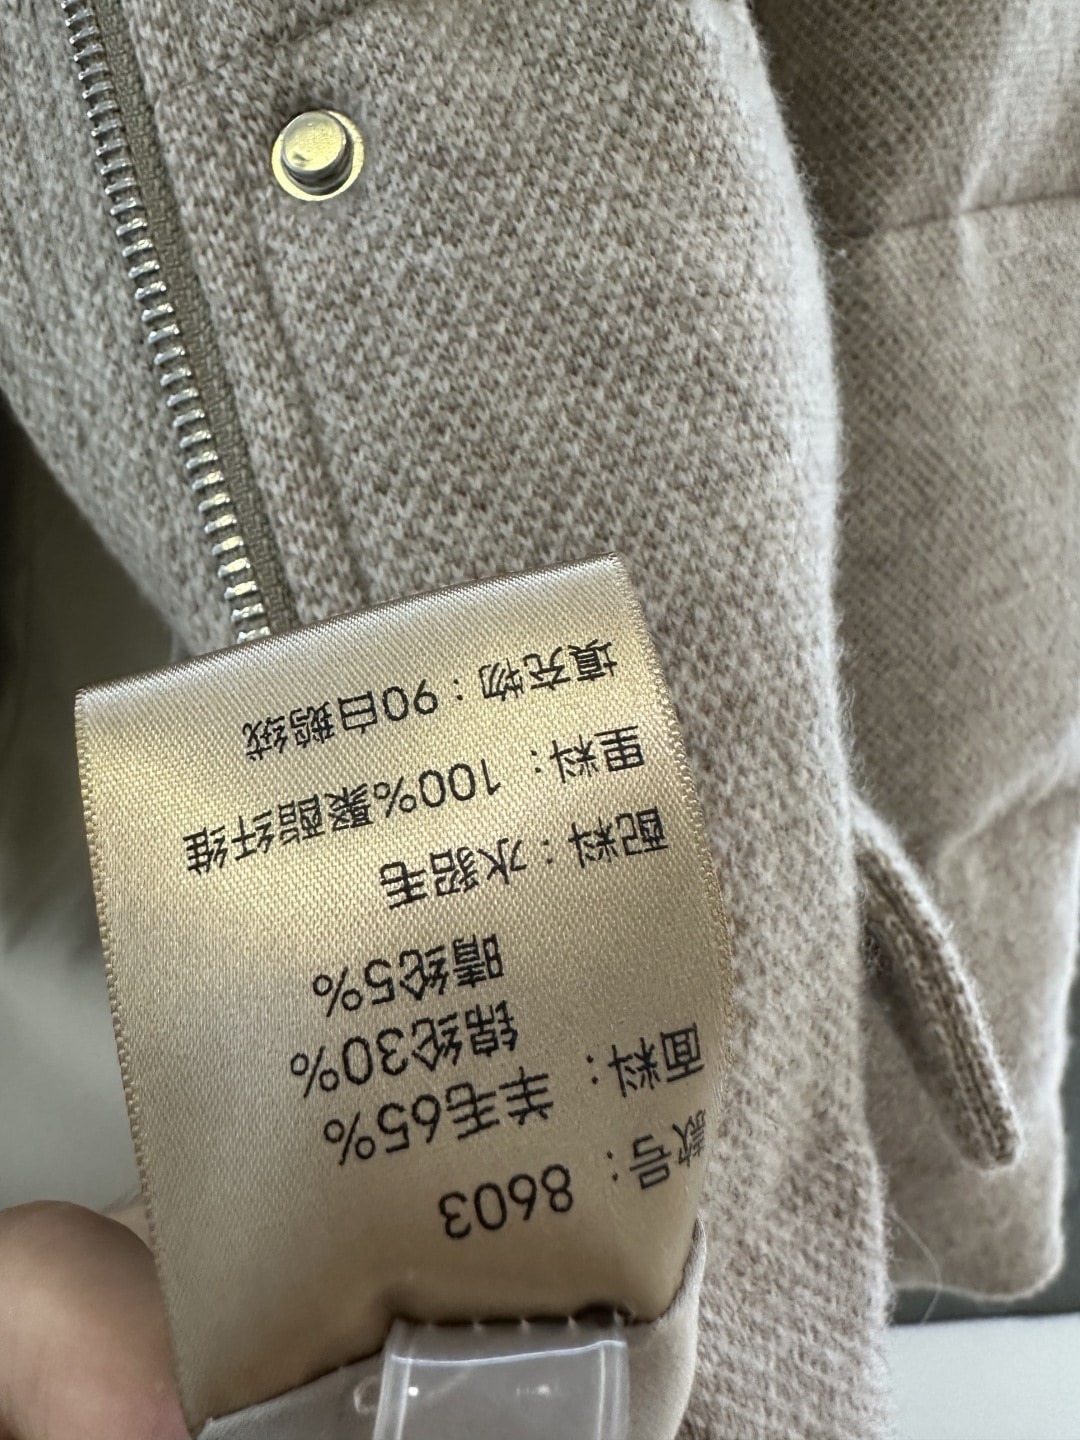 款号：8603
面料：羊毛65%
锦纶30%
晴纶5%
配料：水貂毛
里料：100%聚酯纤维
填充物：90白鹅绒